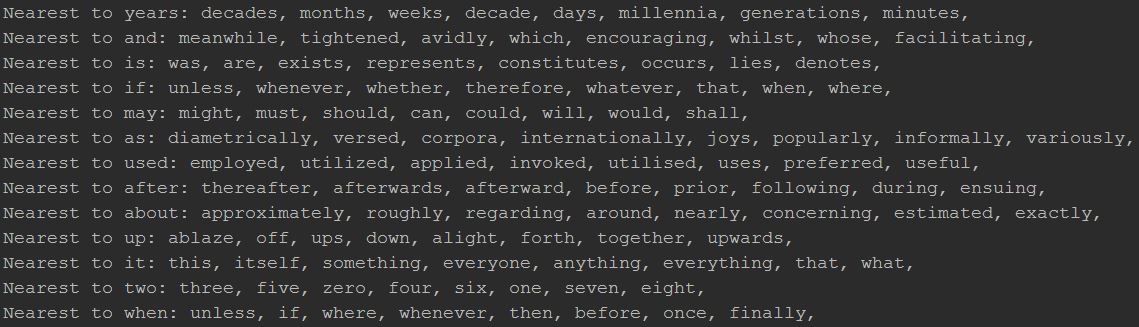 Nearest to years: decades, months, weeks, decade, days, millennia, generations, minutes,
Nearest to and: meanwhile, tightened, avidly, which, encouraging, whilst, whose, facilitating,
Nearest to is: was, are, exists, represents, constitutes, occurs, lies, denotes,
Nearest to if: unless, whenever, whether, therefore, whatever, that, when, where,
Nearest to may: might, must, should, can, could, will, would, shall,
Nearest to as: diametrically, versed, corpora, internationally, joys, popularly, informally, variously,
Nearest to used: employed, utilized, applied, invoked, utilised, uses, preferred, useful,
Nearest to after: thereafter, afterwards, afterward, before, prior, following, during, ensuing,
Nearest to about: approximately, roughly, regarding, around, nearly, concerning, estimated, exactly,
Nearest to up: ablaze, off, ups, down, alight, forth, together, upwards,
Nearest to it: this, itself, something, everyone, anything, everything, that, what,
Nearest to two: three, five, zero, four, six, one, seven, eight,
Nearest to when: unless, if, where, whenever, then, before, once, finally,